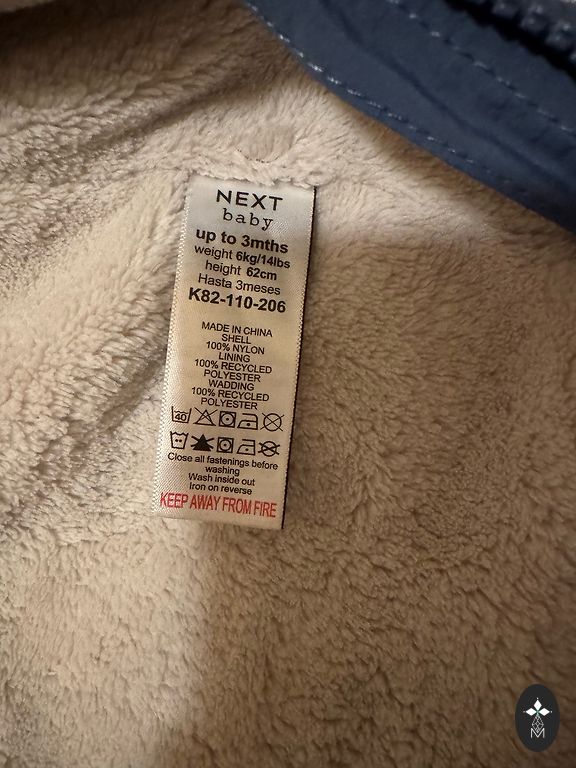 NEXT
baby
up to 3mths
weight 6kg/14lbs
height 62cm
Hasta 3meses
K82-110-206
MADE IN CHINA
SHELL
100% NYLON
LINING
100% RECYCLED
POLYESTER
WADDING
100% RECYCLED
POLYESTER
40
Close all fastenings before
washing
Wash inside out
Iron on reverse
KEEP AWAY FROM FIRE
M